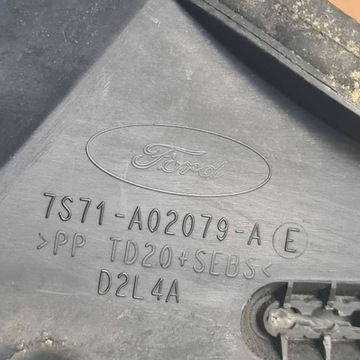 Ford
7S71-A02079-A E
>PP TD20+SEBS<
D2L4A